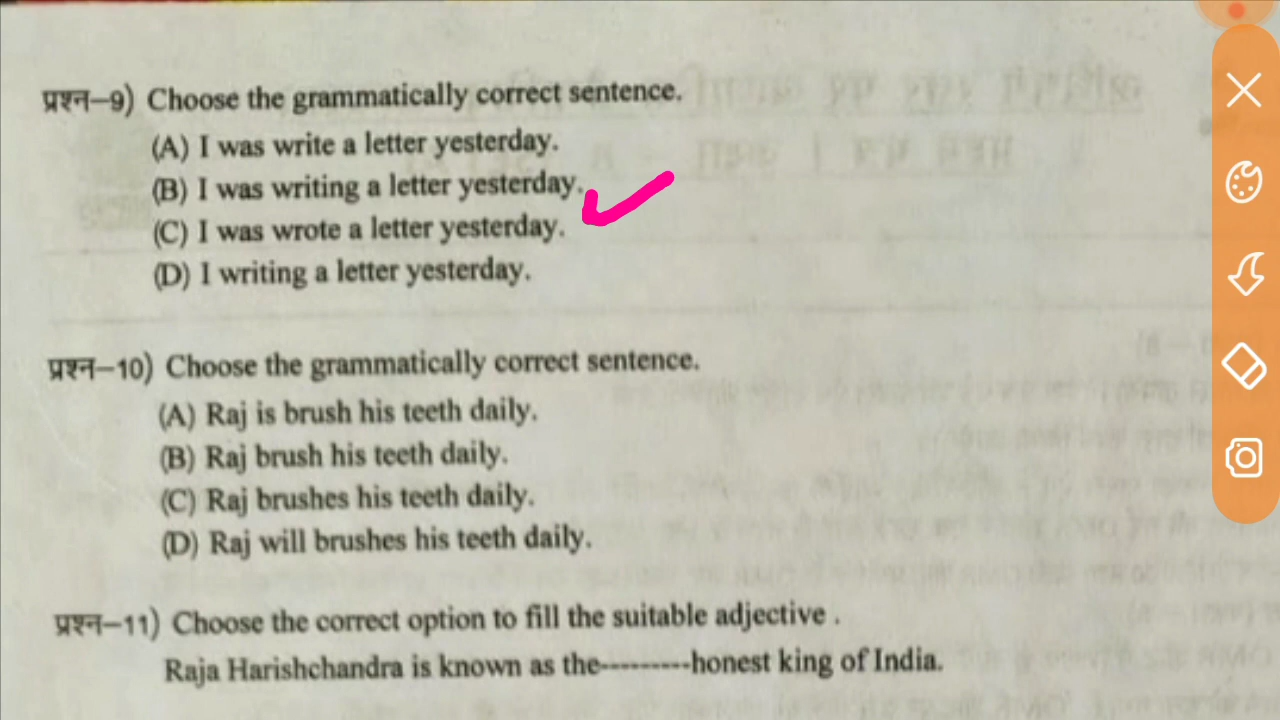 प्रश्न-9) Choose the grammatically correct sentence.
(A) I was write a letter yesterday.
(B) I was writing a letter yesterday.
(C) I was wrote a letter yesterday.
(D) I writing a letter yesterday.
प्रश्न-10) Choose the grammatically correct sentence.
(A) Raj is brush his teeth daily.
(B) Raj brush his teeth daily.
(C) Raj brushes his teeth daily.
(D) Raj will brushes his teeth daily.
प्रश्न-11) Choose the correct option to fill the suitable adjective .
Raja Harishchandra is known as the---------honest king of India.